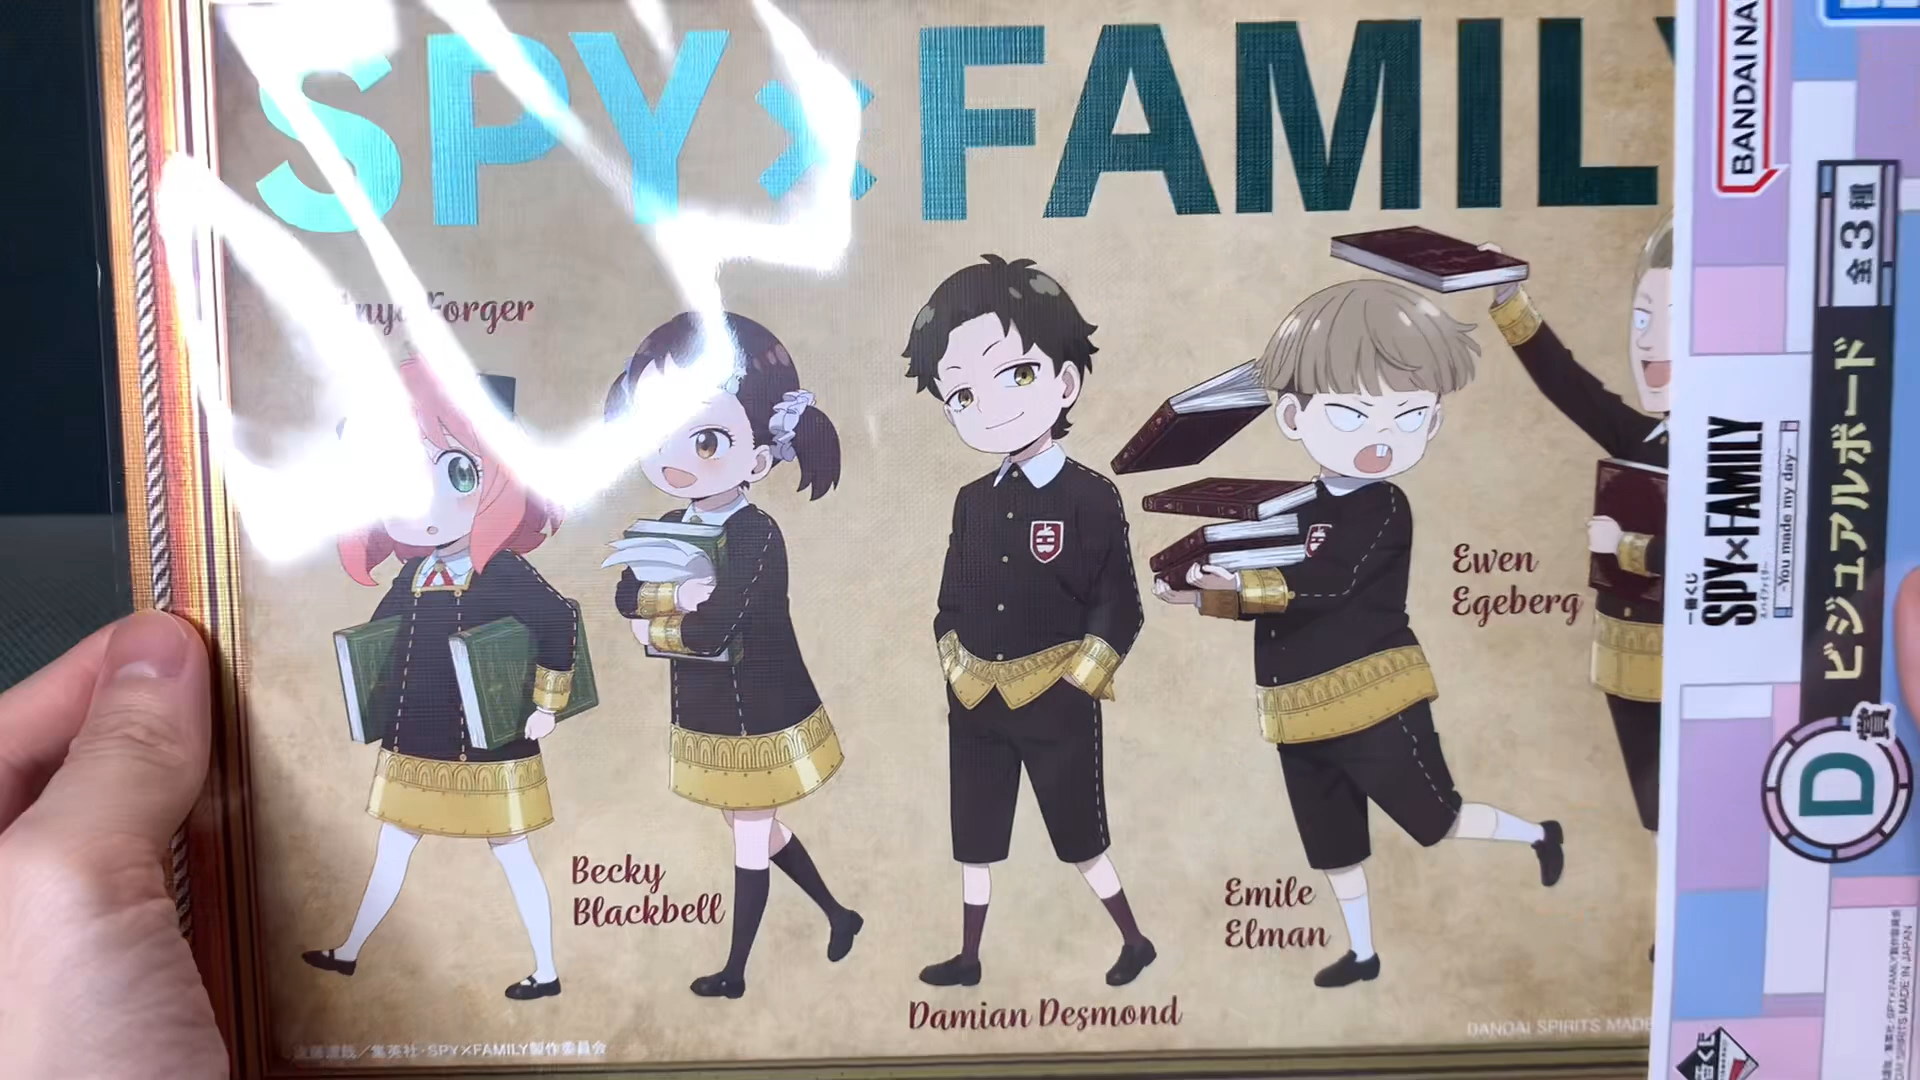 SPY×FAMILY
Forger
Becky
Blackbell
Damian Desmond
Emile
Elman
Ewen
Egeberg
集英社・SPY×FAMILY製作委員会
BANDAI SPIRITS MADE
BANDAI NA
全3種
一番くじ
SPY×FAMILY
-You made my day-
ビジュアルボード
D賞
MADE IN JAPAN